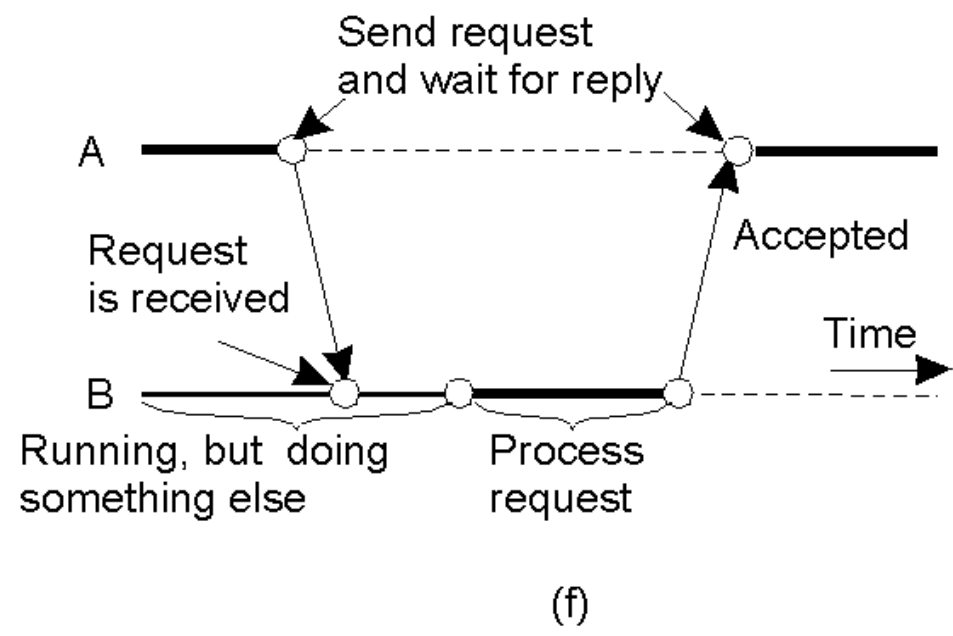 Send request
and wait for reply
A
Accepted
Request
is received
Time
B
Running, but doing
something else
Process
request
(f)